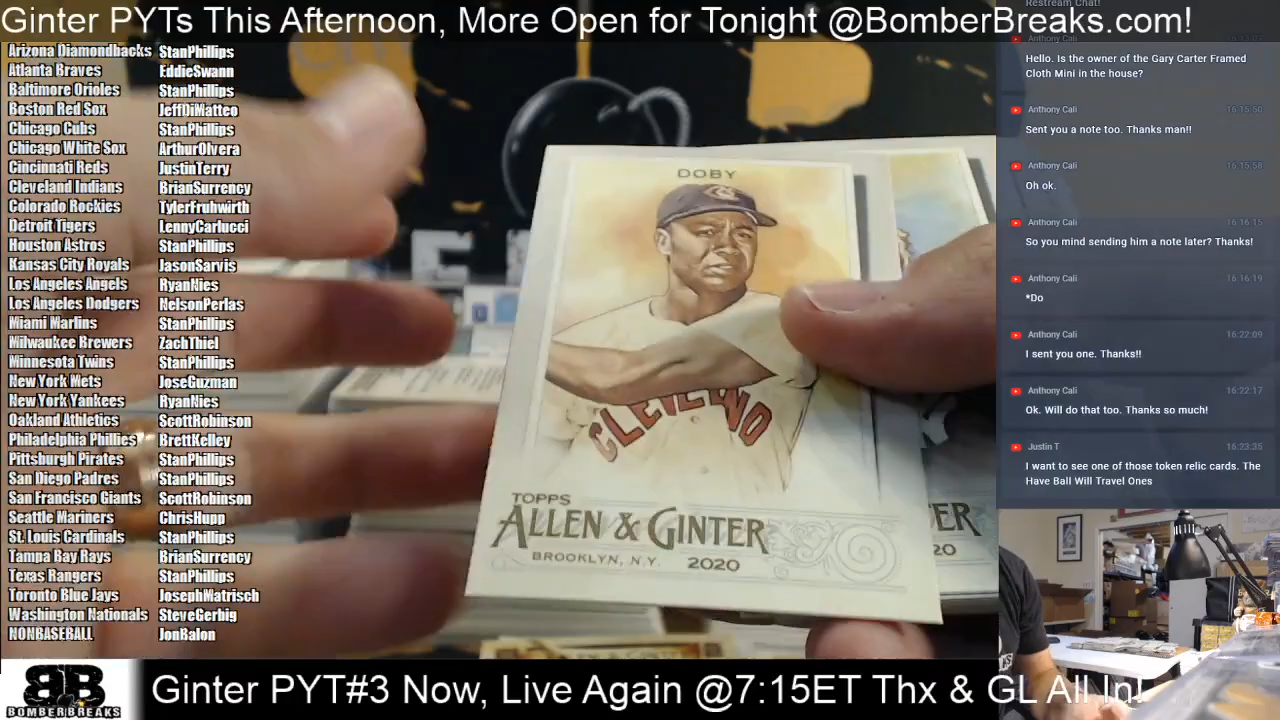 Ginter PYTs This Afternoon, More Open for Tonight @BomberBreaks.com!
Arizona Diamondbacks StanPhillips
Atlanta Braves EddieSwann
Baltimore Orioles StanPhillips
Boston Red Sox JeffDiMatteo
Chicago Cubs StanPhillips
Chicago White Sox ArthurOlvera
Cincinnati Reds JustinTerry
Cleveland Indians BrianSurrency
Colorado Rockies TylerFruhwirth
Detroit Tigers LennyCarlucci
Houston Astros StanPhillips
Kansas City Royals JasonSarvis
Los Angeles Angels RyanNies
Los Angeles Dodgers NelsonPerlas
Miami Marlins StanPhillips
Milwaukee Brewers ZachThiel
Minnesota Twins StanPhillips
New York Mets JoseGuzman
New York Yankees RyanNies
Oakland Athletics ScottRobinson
Philadelphia Phillies BrettKelley
Pittsburgh Pirates StanPhillips
San Diego Padres StanPhillips
San Francisco Giants ScottRobinson
Seattle Mariners ChrisHupp
St. Louis Cardinals StanPhillips
Tampa Bay Rays BrianSurrency
Texas Rangers StanPhillips
Toronto Blue Jays JosephMatrisch
Washington Nationals SteveGerbig
NONBASEBALL JonRalon
DOBY
CLEVELAND
TOPPS
ALLEN & GINTER
BROOKLYN, N.Y. 2020
ER
20
Restream Chat!
Anthony Cali
Hello. Is the owner of the Gary Carter Framed
Cloth Mini in the house?
Anthony Cali 16:15:50
Sent you a note too. Thanks man!!
Anthony Cali 16:15:58
Oh ok.
Anthony Cali 16:16:15
So you mind sending him a note later? Thanks!
Anthony Cali 16:16:19
*Do
Anthony Cali 16:22:09
I sent you one. Thanks!!
Anthony Cali 16:22:17
Ok. Will do that too. Thanks so much!
Justin T 16:23:35
I want to see one of those token relic cards. The
Have Ball Will Travel Ones
BB
BOMBERBREAKS
Ginter PYT#3 Now, Live Again @7:15ET Thx & GL All In!